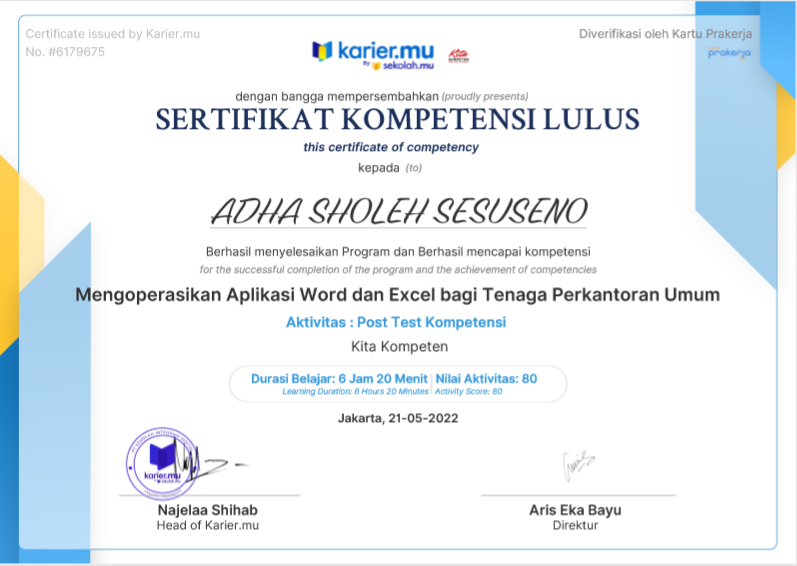 Certificate issued by Karier.mu
No. #6179675
Diverifikasi oleh Kartu Prakerja
prakerja
karier.mu
By sekolah.mu
Kita
dengan bangga mempersembahkan (proudly presents)
SERTIFIKAT KOMPETENSI LULUS
this certificate of competency
kepada (to)
ADHA SHOLEH SESUSENO
Berhasil menyelesaikan Program dan Berhasil mencapai kompetensi
for the successful completion of the program and the achievement of competencies
Mengoperasikan Aplikasi Word dan Excel bagi Tenaga Perkantoran Umum
Aktivitas : Post Test Kompetensi
Kita Kompeten
Durasi Belajar: 6 Jam 20 Menit | Nilai Aktivitas: 80
Learning Duration: 6 Hours 20 Minutes | Activity Score: 80
Jakarta, 21-05-2022
karier.mu
sekolah.mu
Najelaa Shihab
Head of Karier.mu
Aris Eka Bayu
Direktur